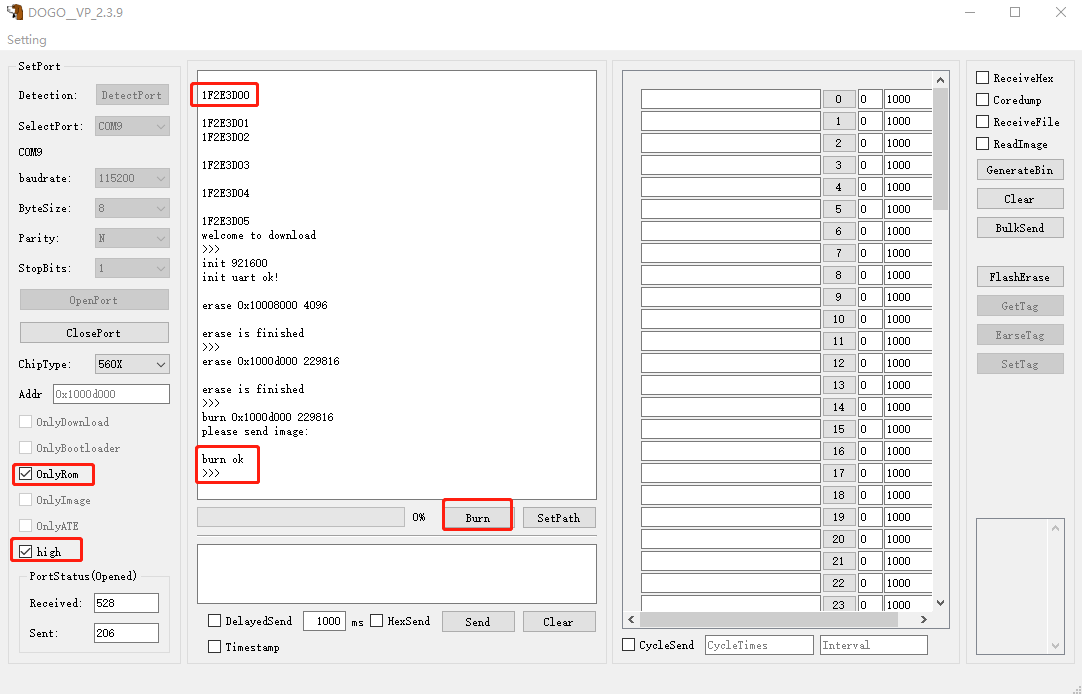 DOGO__VP_2.3.9
Setting
SetPort
Detection: DetectPort
SelectPort: COM9
COM9
baudrate: 115200
ByteSize: 8
Parity: N
StopBits: 1
OpenPort
ClosePort
ChipType: 560X
Addr 0x1000d000
OnlyDownload
OnlyBootloader
OnlyRom
OnlyImage
OnlyATE
high
PortStatus(Opened)
Received: 528
Sent: 206
1F2E3D00
1F2E3D01
1F2E3D02
1F2E3D03
1F2E3D04
1F2E3D05
welcome to download
>>>
init 921600
init uart ok!
erase 0x10008000 4096
erase is finished
>>>
erase 0x1000d000 229816
erase is finished
>>>
burn 0x1000d000 229816
please send image:
burn ok
>>>
0% Burn SetPath
DelayedSend 1000 ms HexSend Send Clear
Timestamp
0 0 1000
1 0 1000
2 0 1000
3 0 1000
4 0 1000
5 0 1000
6 0 1000
7 0 1000
8 0 1000
9 0 1000
10 0 1000
11 0 1000
12 0 1000
13 0 1000
14 0 1000
15 0 1000
16 0 1000
17 0 1000
18 0 1000
19 0 1000
20 0 1000
21 0 1000
22 0 1000
23 0 1000
CycleSend CycleTimes Interval
ReceiveHex
Coredump
ReceiveFile
ReadImage
GenerateBin
Clear
BulkSend
FlashErase
GetTag
EarseTag
SetTag